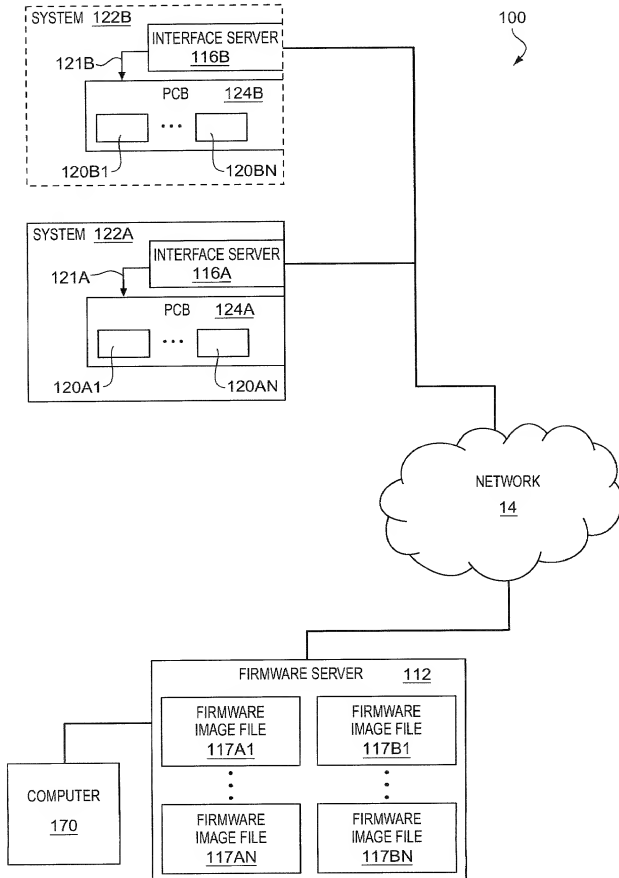 SYSTEM 122B
100
INTERFACE SERVER
116B
121B
PCB 124B
120B1
120BN
SYSTEM 122A
INTERFACE SERVER
116A
121A
PCB 124A
120A1
120AN
NETWORK
14
FIRMWARE SERVER 112
FIRMWARE
IMAGE FILE
117A1
FIRMWARE
IMAGE FILE
117B1
COMPUTER
170
FIRMWARE
IMAGE FILE
117AN
FIRMWARE
IMAGE FILE
117BN